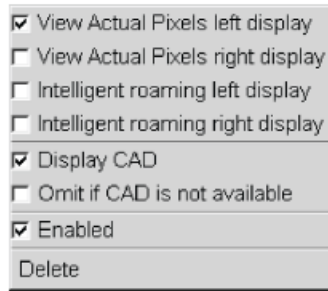 View Actual Pixels left display
View Actual Pixels right display
Intelligent roaming left display
Intelligent roaming right display
Display CAD
Omit if CAD is not available
Enabled
Delete